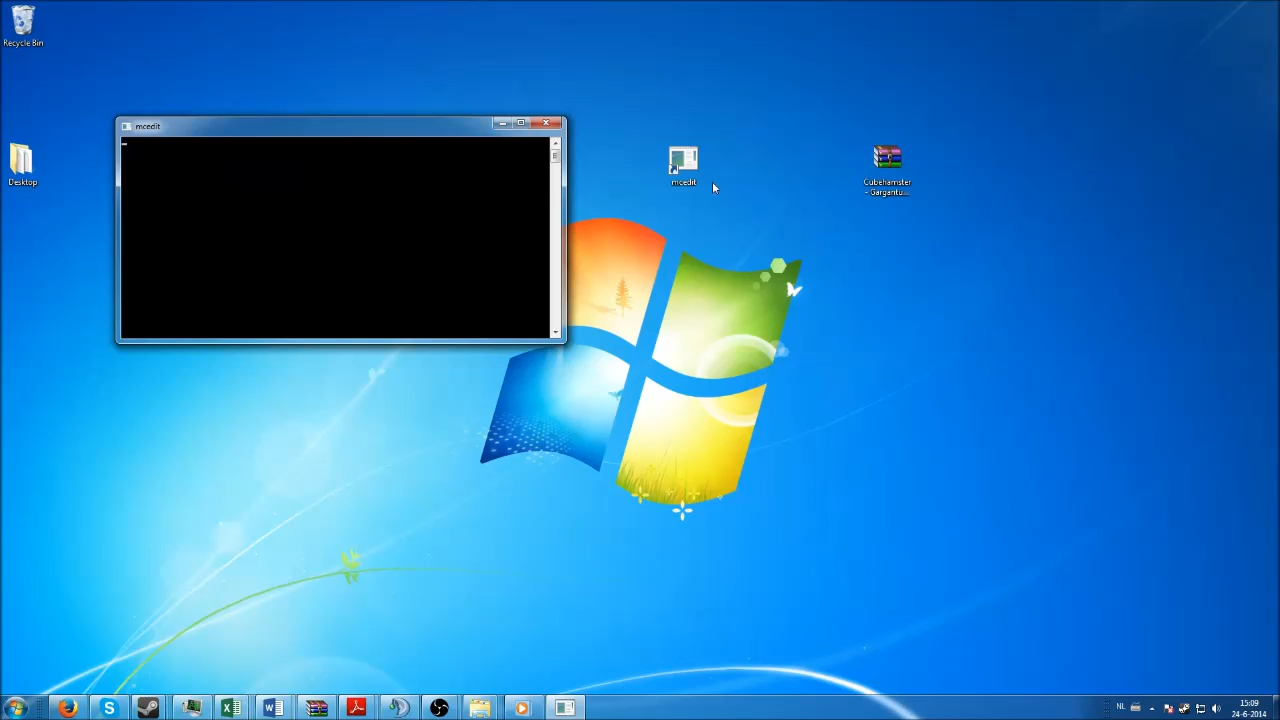 Recycle Bin
mcedit
Desktop
mcedit
Cubehamster
- Gargantu...
NL
15:09
24-6-2014